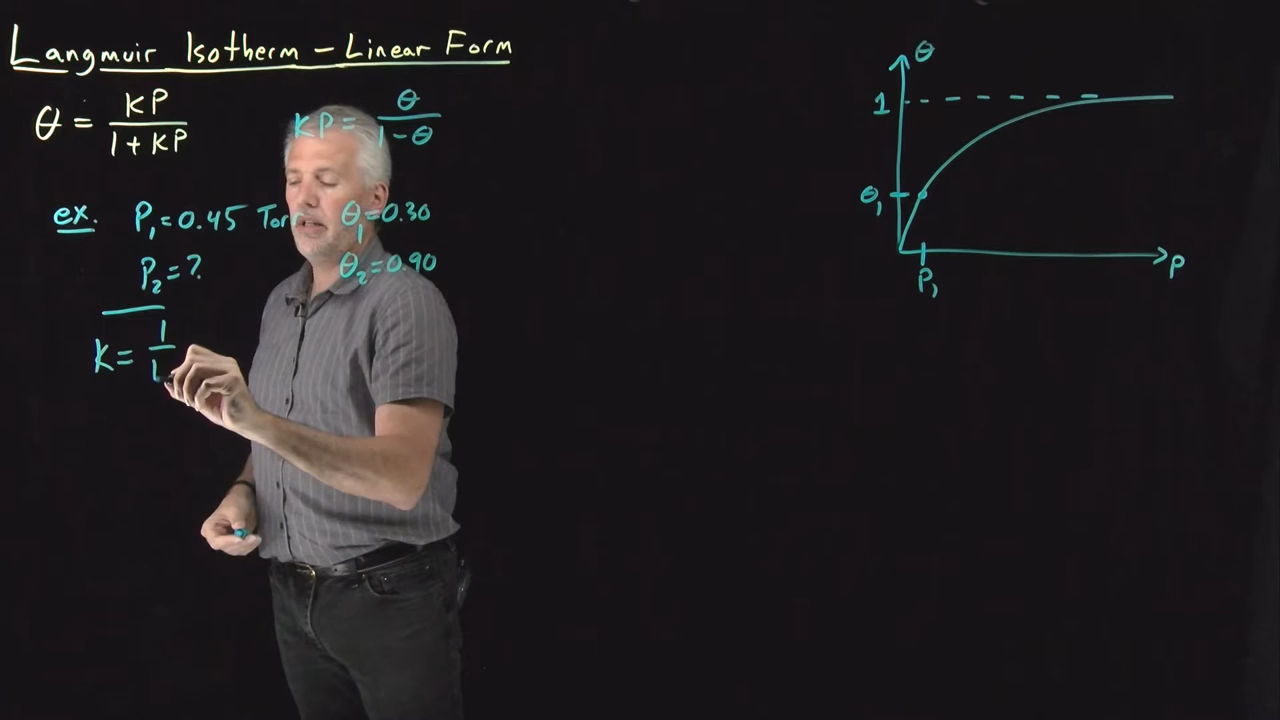 Langmuir Isotherm – Linear Form
θ = KP / (1 + KP)
KP = θ / (1 – θ)
ex. P₁ = 0.45 Torr θ₁ = 0.30
P₂ = ? θ₂ = 0.90
K = 1 /
θ
1
θ₁
P₁
P